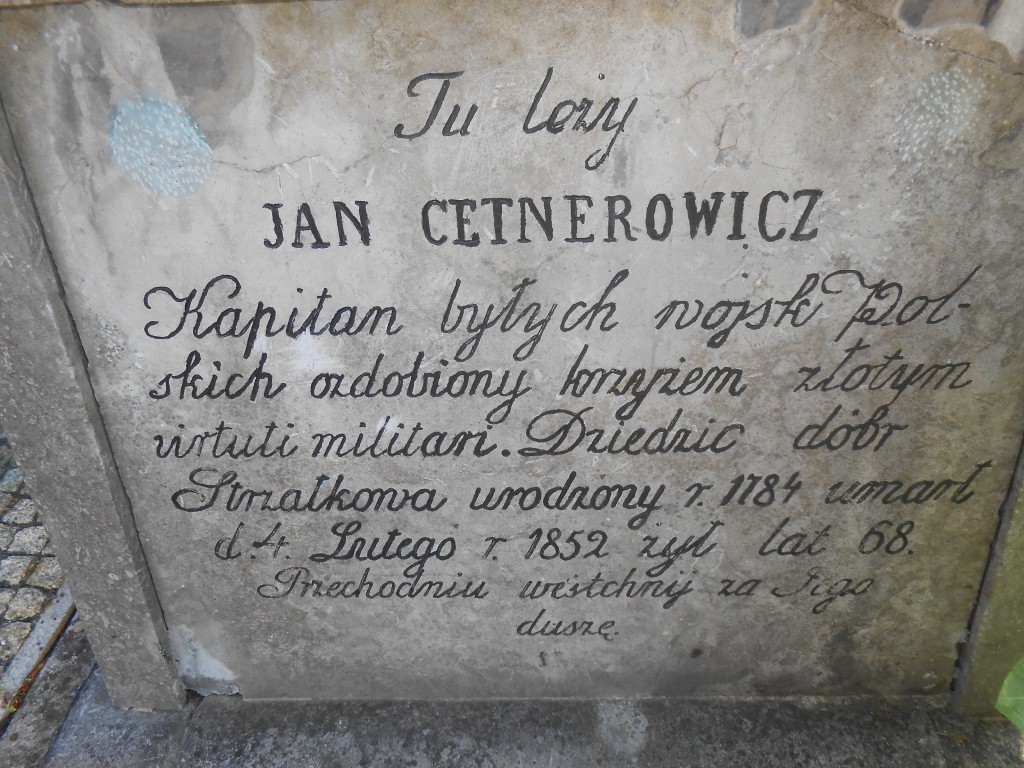 Tu leży
JAN CETNEROWICZ
Kapitan byłych wojsk Pol-
skich ozdobiony krzyżem złotym
virtuti militari. Dziedzic dóbr
Strzałkowa urodzony r. 1784 umarł
d. 4. Lutego r. 1852 żył lat 68.
Przechodniu westchnij za Jego
duszę.